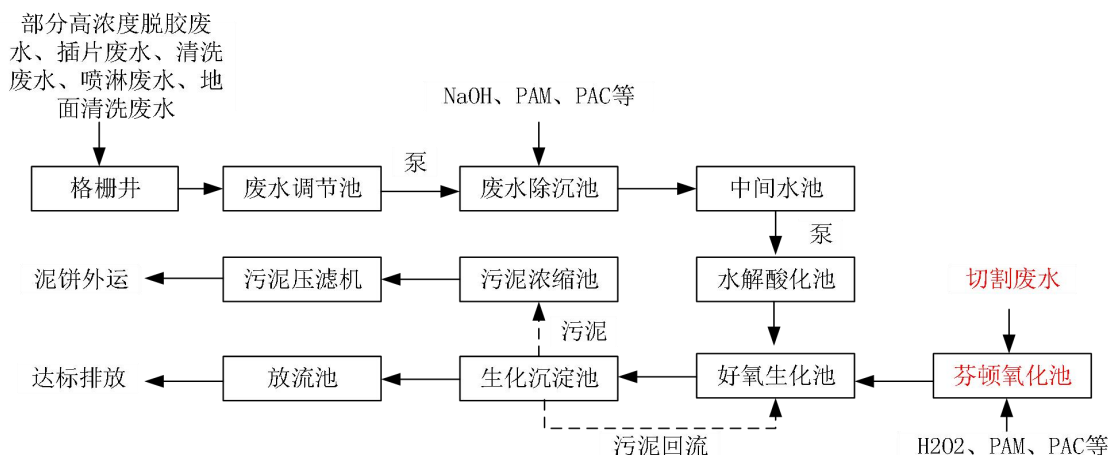 部分高浓度脱胶废
水、插片废水、清洗
废水、喷淋废水、地
面清洗废水
NaOH、PAM、PAC等
格栅井
废水调节池
泵
废水除沉池
中间水池
泵
泥饼外运
污泥压滤机
污泥浓缩池
水解酸化池
切割废水
污泥
达标排放
放流池
生化沉淀池
好氧生化池
芬顿氧化池
污泥回流
H2O2、PAM、PAC等